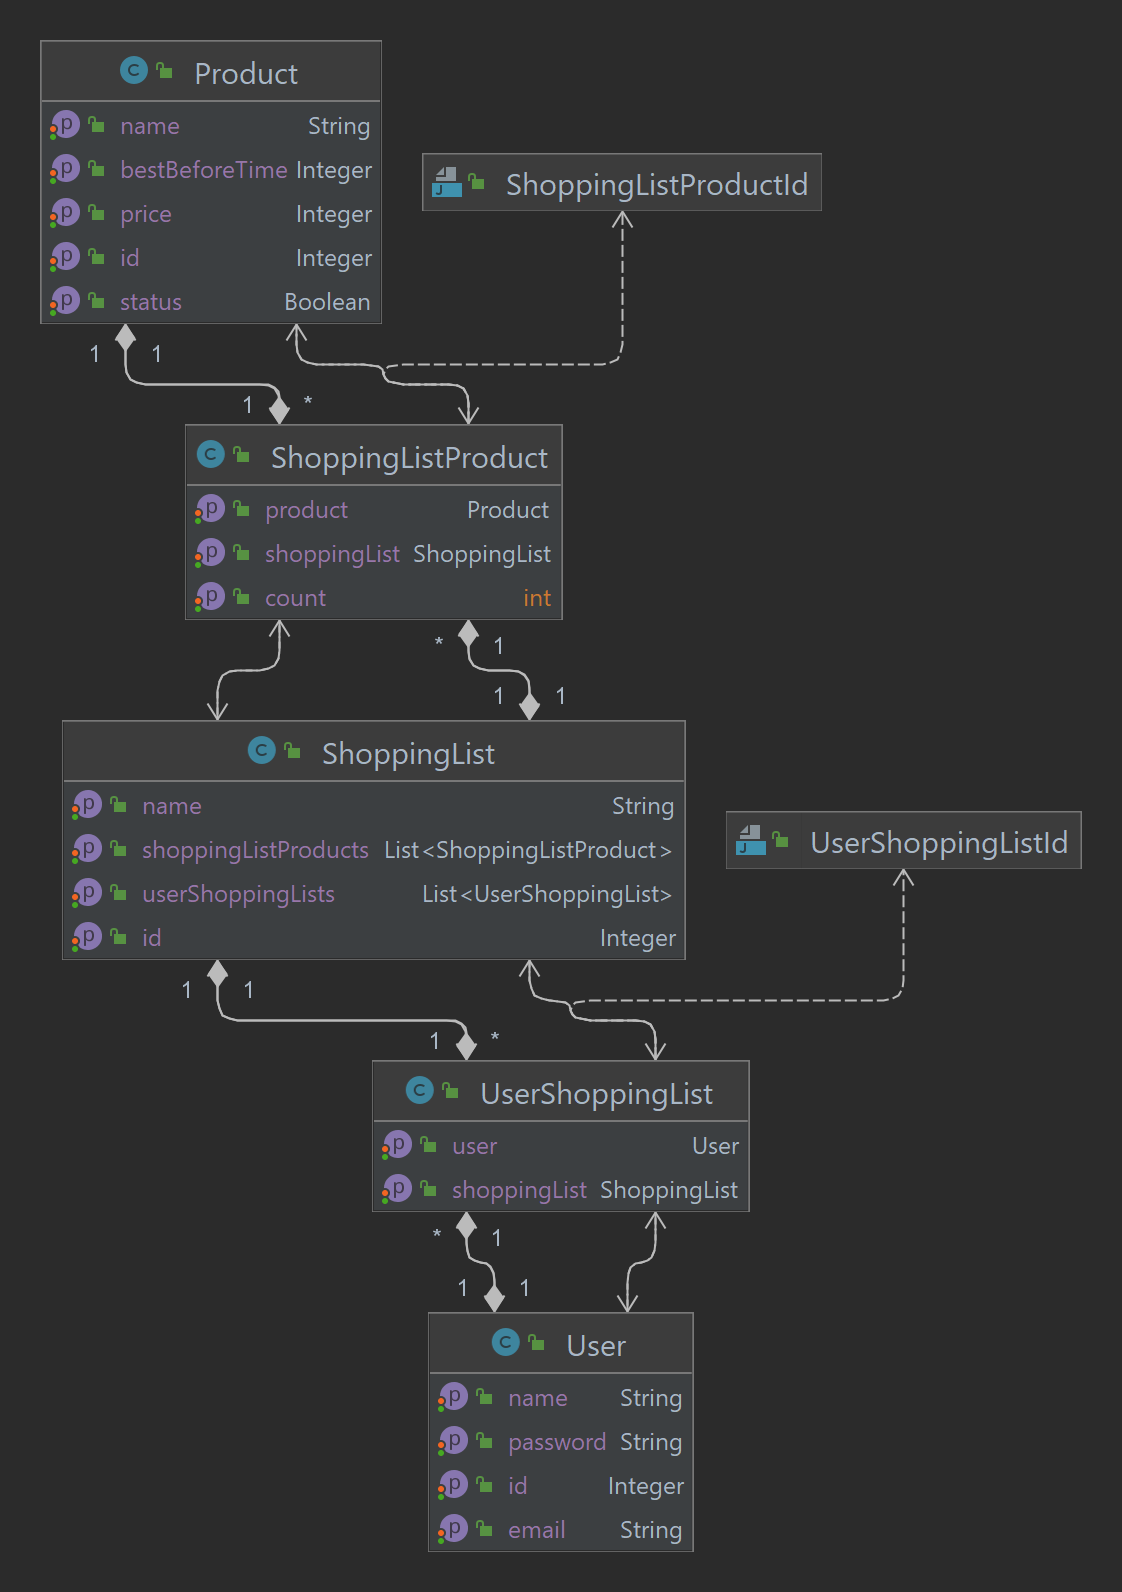 Product
name String
bestBeforeTime Integer
price Integer
id Integer
status Boolean
ShoppingListProductId
1 1
1 *
ShoppingListProduct
product Product
shoppingList ShoppingList
count int
* 1
1 1
ShoppingList
name String
shoppingListProducts List<ShoppingListProduct>
userShoppingLists List<UserShoppingList>
id Integer
UserShoppingListId
1 1
1 *
UserShoppingList
user User
shoppingList ShoppingList
* 1
1 1
User
name String
password String
id Integer
email String